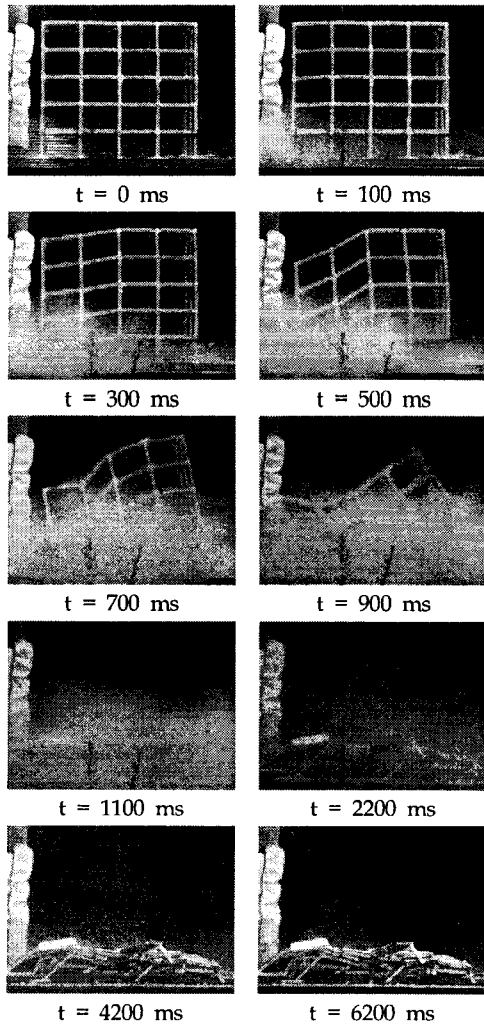 t = 0 ms
t = 100 ms
t = 300 ms
t = 500 ms
t = 700 ms
t = 900 ms
t = 1100 ms
t = 2200 ms
t = 4200 ms
t = 6200 ms